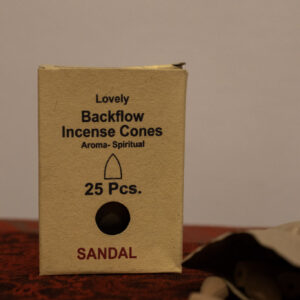 Lovely
Backflow
Incense Cones
Aroma- Spiritual
25 Pcs.
SANDAL